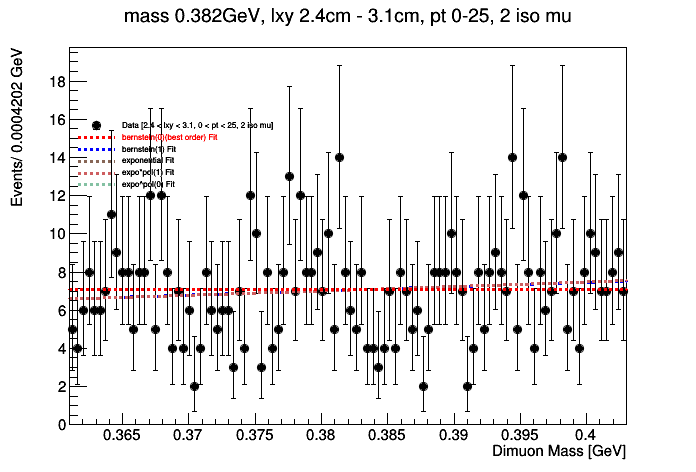 mass 0.382GeV, lxy 2.4cm - 3.1cm, pt 0-25, 2 iso mu
Events/ 0.0004202 GeV
18
16
14
12
10
8
6
4
2
0
Data [2.4 < lxy < 3.1, 0 < pt < 25, 2 iso mu]
bernstein(0)(best order) Fit
bernstein(1) Fit
exponential Fit
expo*pol(1) Fit
expo*pol(0) Fit
0.365 0.37 0.375 0.38 0.385 0.39 0.395 0.4
Dimuon Mass [GeV]